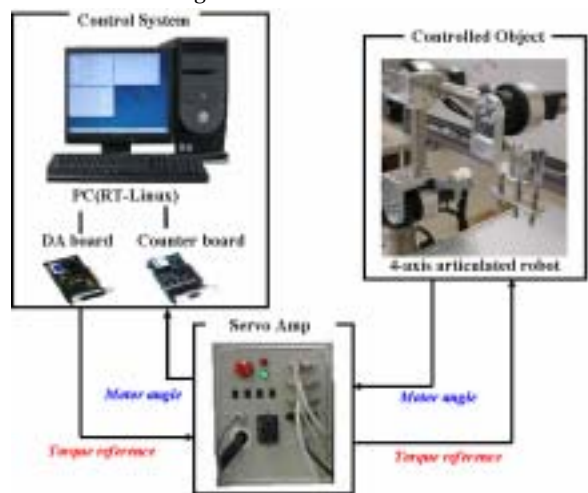 Control System
Controlled Object
PC(RT-Linux)
DA board
Counter board
4-axis articulated robot
Servo Amp
Motor angle
Motor angle
Torque reference
Torque reference